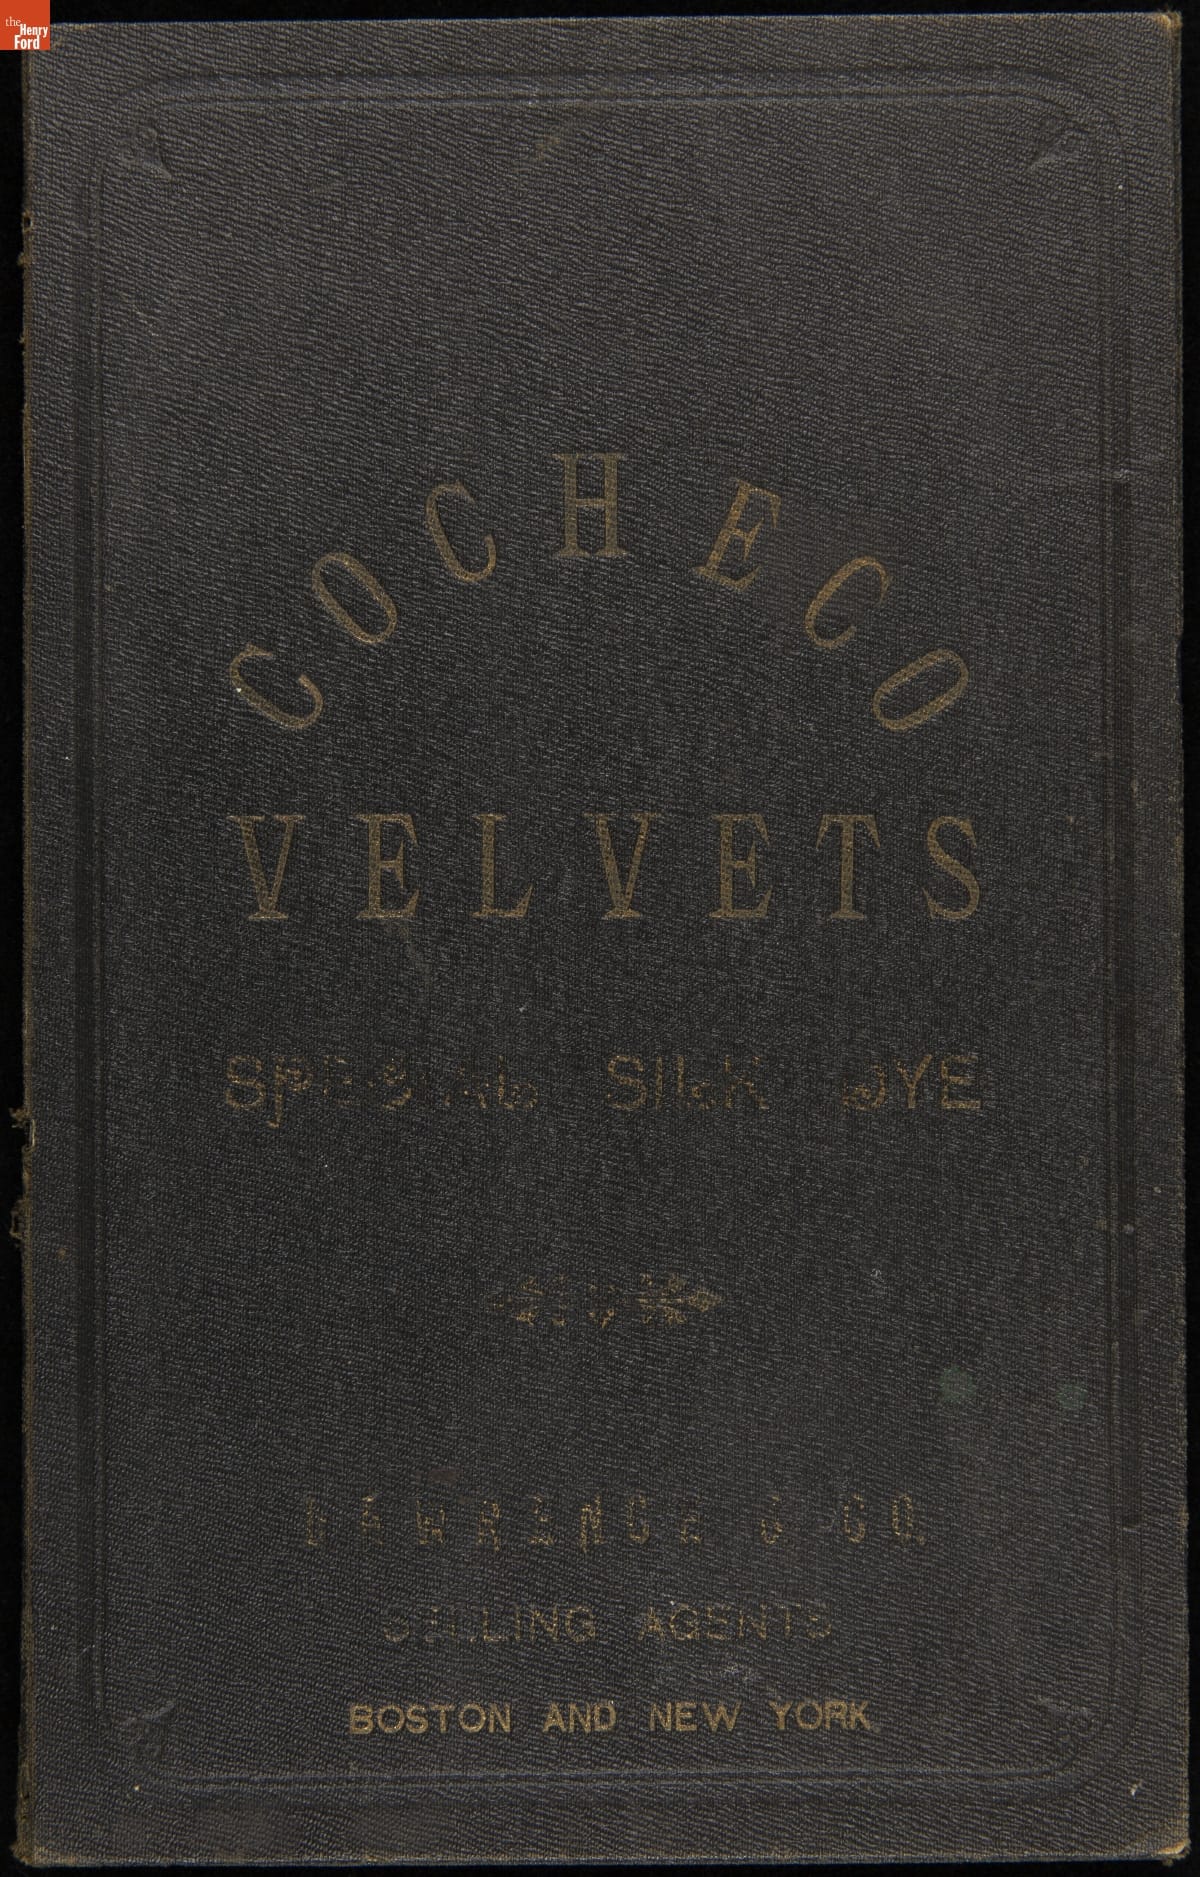 the
Henry
Ford
COCHECO
VELVETS
SPECIAL SILK DYE
LAWRENCE & CO.
SELLING AGENTS
BOSTON AND NEW YORK.